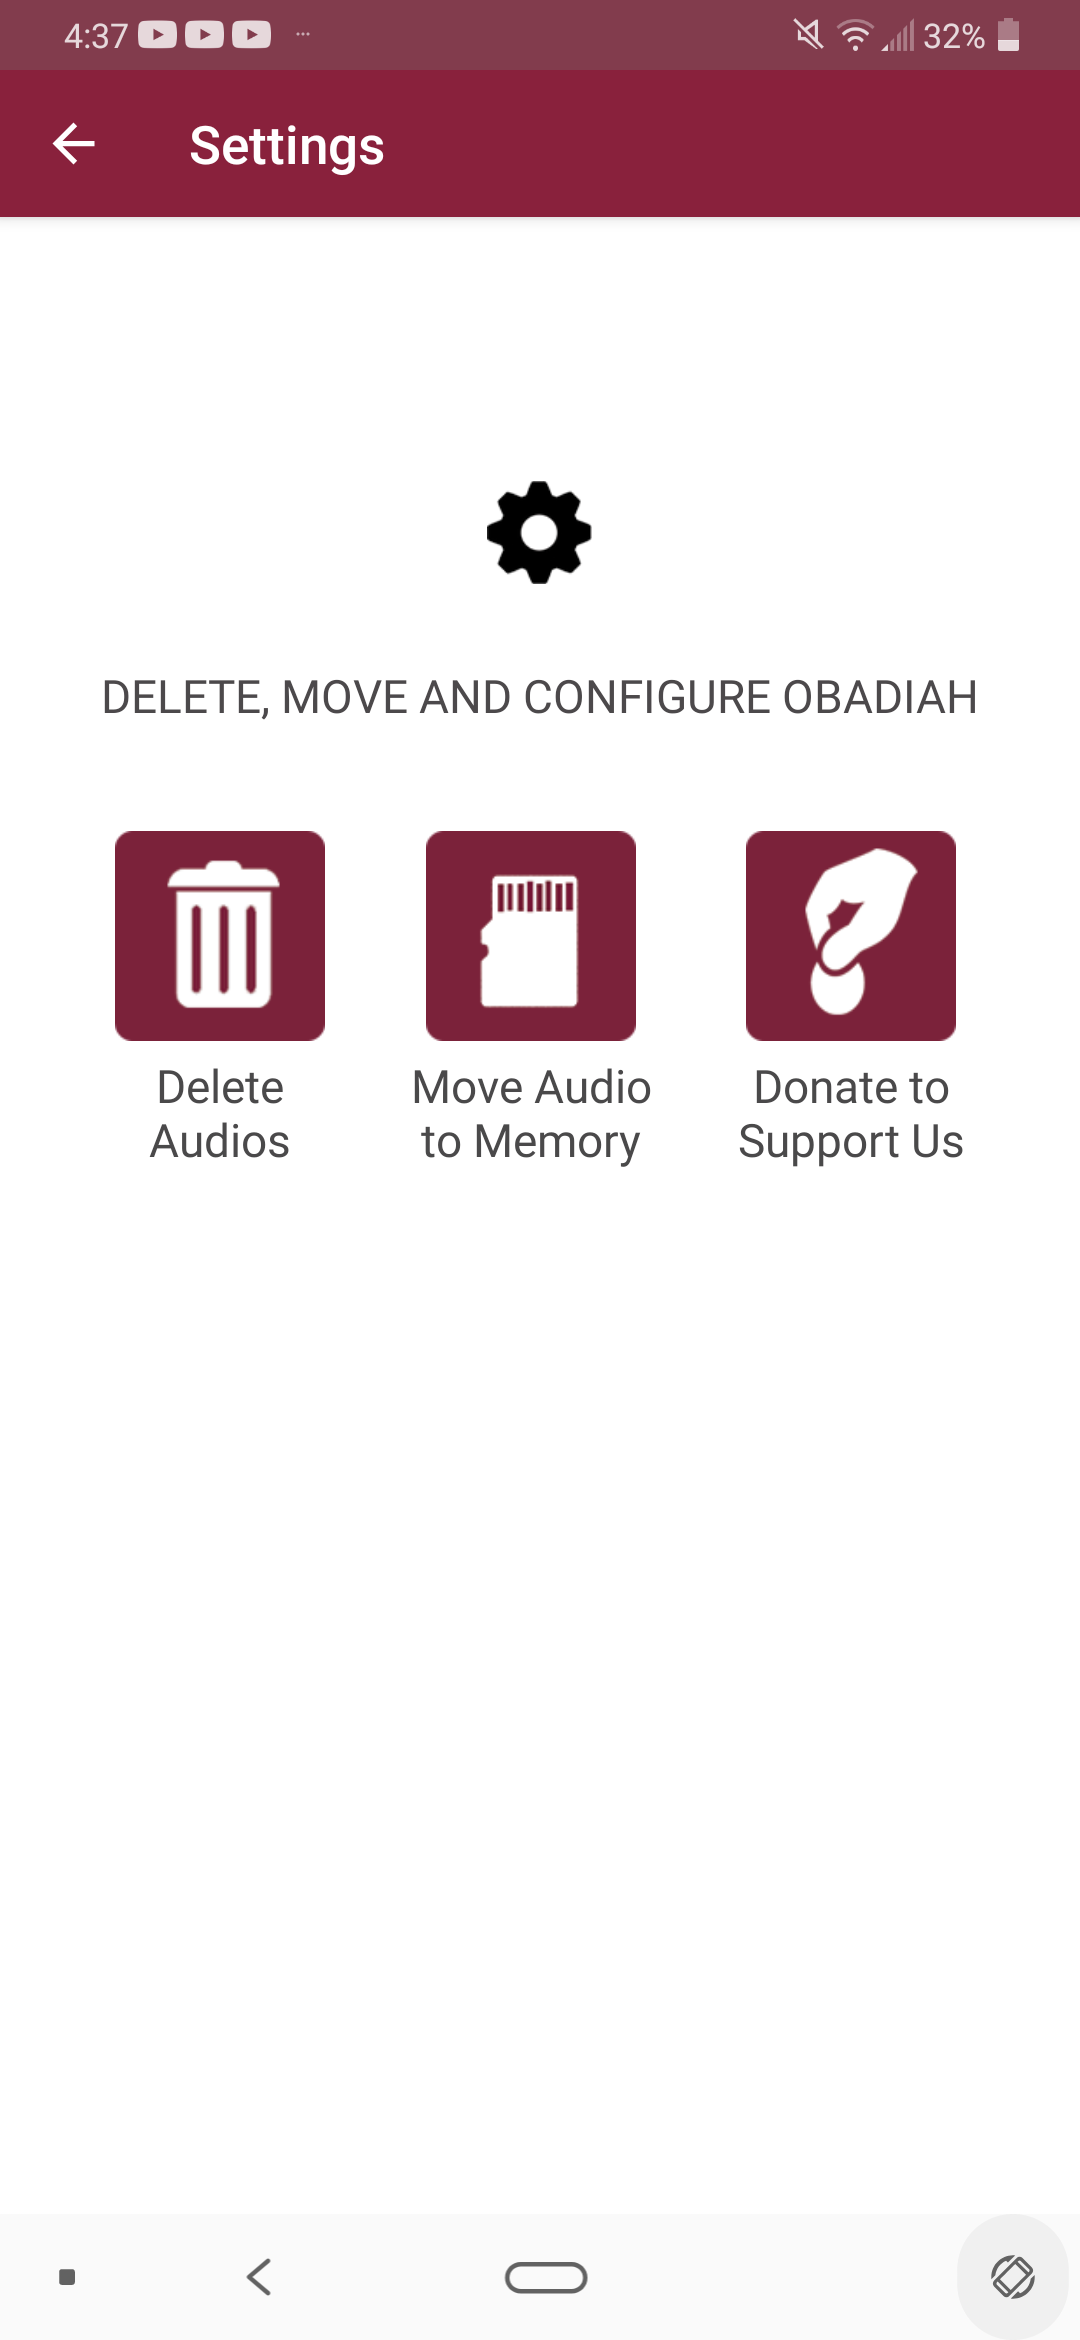 4:37
32%
Settings
DELETE, MOVE AND CONFIGURE OBADIAH
Delete
Audios
Move Audio
to Memory
Donate to
Support Us